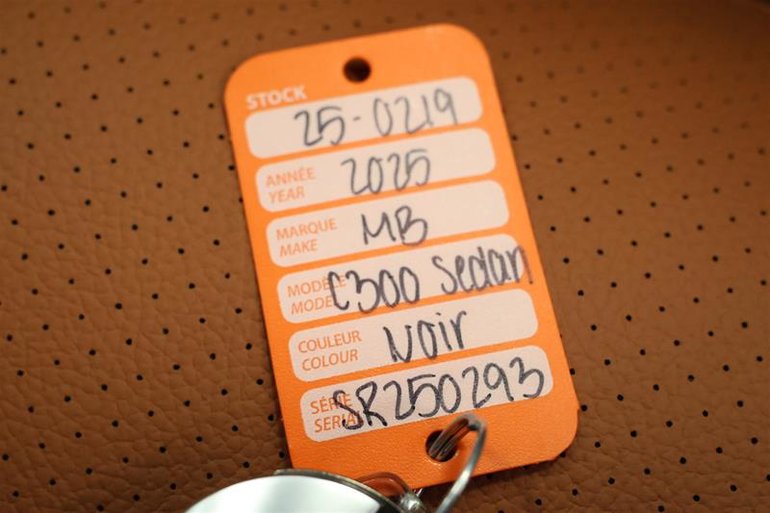 STOCK
25-0219
ANNÉE
YEAR
2025
MARQUE
MAKE
MB
MODÈLE
MODEL
C300 Sedan
COULEUR
COLOUR
Noir
SÉRIE
SERIAL
SR250293